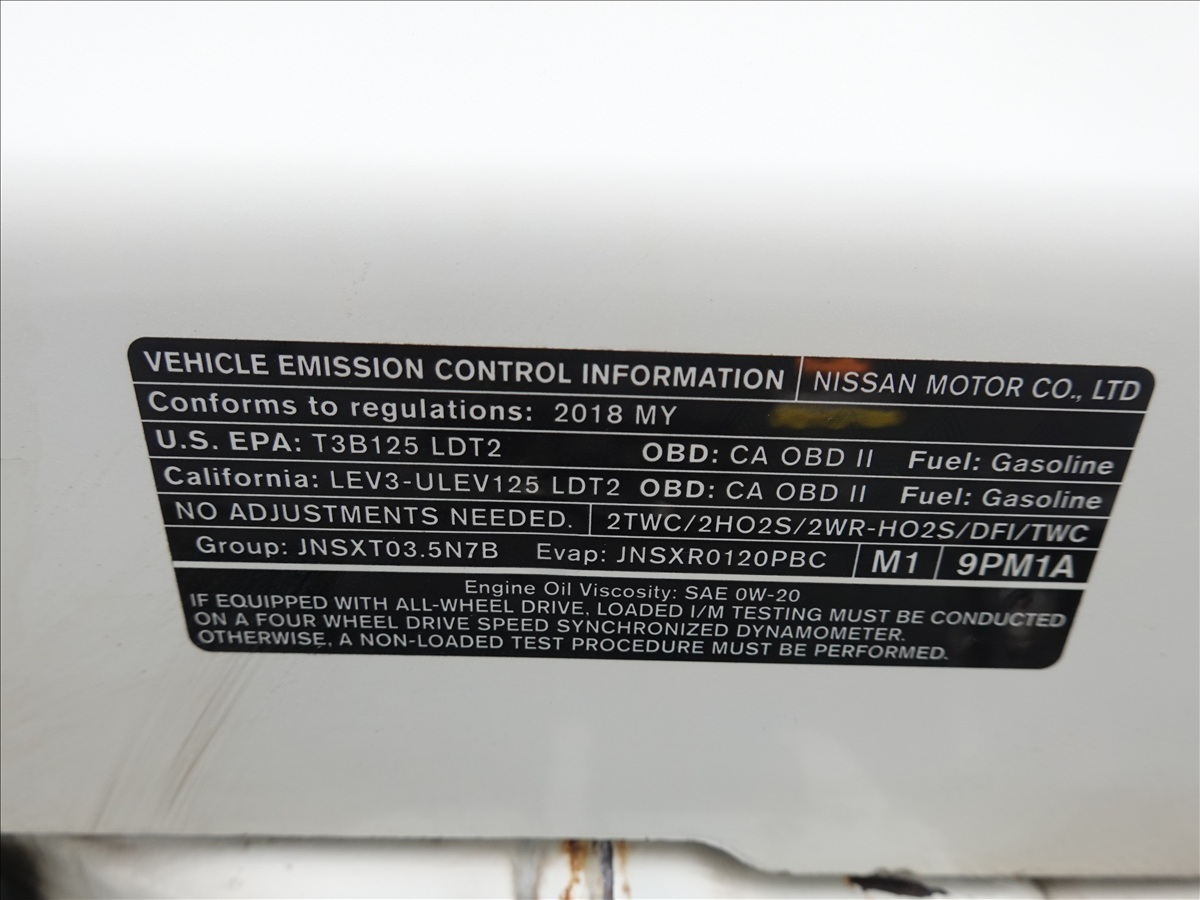 VEHICLE EMISSION CONTROL INFORMATION NISSAN MOTOR CO., LTD
Conforms to regulations: 2018 MY
U.S. EPA: T3B125 LDT2 OBD: CA OBD II Fuel: Gasoline
California: LEV3-ULEV125 LDT2 OBD: CA OBD II Fuel: Gasoline
NO ADJUSTMENTS NEEDED. 2TWC/2HO2S/2WR-HO2S/DFI/TWC
Group: JNSXT03.5N7B Evap: JNSXR0120PBC M1 9PM1A
Engine Oil Viscosity: SAE 0W-20
IF EQUIPPED WITH ALL-WHEEL DRIVE, LOADED I/M TESTING MUST BE CONDUCTED
ON A FOUR WHEEL DRIVE SPEED SYNCHRONIZED DYNAMOMETER.
OTHERWISE, A NON-LOADED TEST PROCEDURE MUST BE PERFORMED.